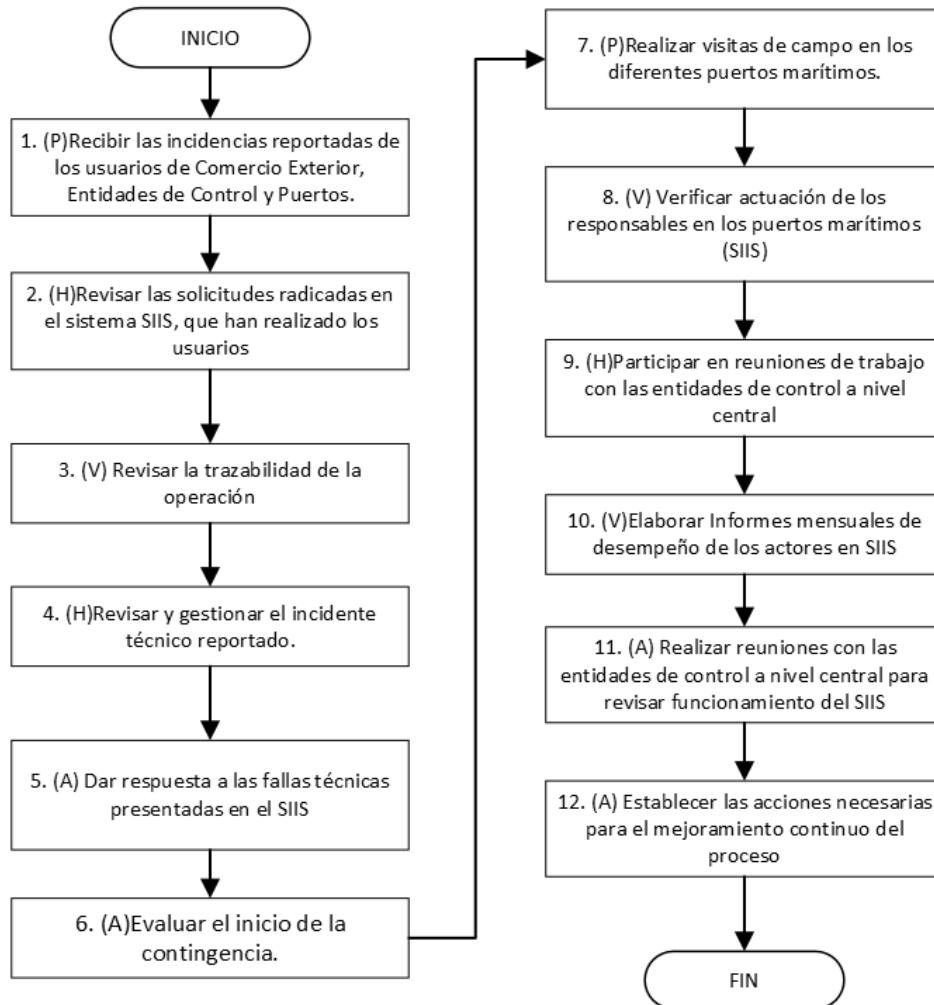 INICIO
1. (P)Recibir las incidencias reportadas de
los usuarios de Comercio Exterior,
Entidades de Control y Puertos.
2. (H)Revisar las solicitudes radicadas en
el sistema SIIS, que han realizado los
usuarios
3. (V) Revisar la trazabilidad de la
operación
4. (H)Revisar y gestionar el incidente
técnico reportado.
5. (A) Dar respuesta a las fallas técnicas
presentadas en el SIIS
6. (A)Evaluar el inicio de la
contingencia.
7. (P)Realizar visitas de campo en los
diferentes puertos marítimos.
8. (V) Verificar actuación de los
responsables en los puertos marítimos
(SIIS)
9. (H)Participar en reuniones de trabajo
con las entidades de control a nivel
central
10. (V)Elaborar Informes mensuales de
desempeño de los actores en SIIS
11. (A) Realizar reuniones con las
entidades de control a nivel central para
revisar funcionamiento del SIIS
12. (A) Establecer las acciones necesarias
para el mejoramiento continuo del
proceso
FIN